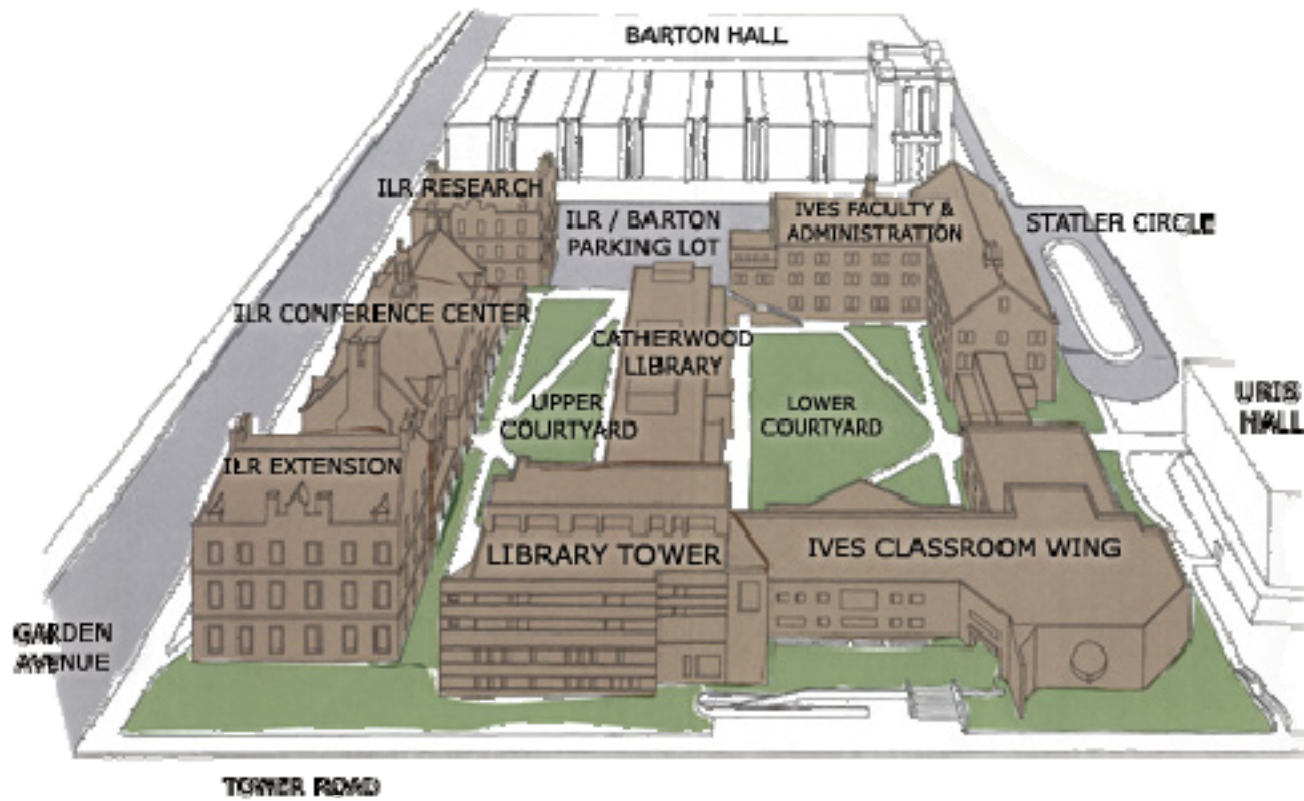 BARTON HALL
ILR RESEARCH
ILR / BARTON
PARKING LOT
IVES FACULTY &
ADMINISTRATION
STATLER CIRCLE
ILR CONFERENCE CENTER
CATHERWOOD
LIBRARY
UPPER
COURTYARD
LOWER
COURTYARD
URIS
HALL
ILR EXTENSION
LIBRARY TOWER
IVES CLASSROOM WING
GARDEN
AVENUE
TOWER ROAD